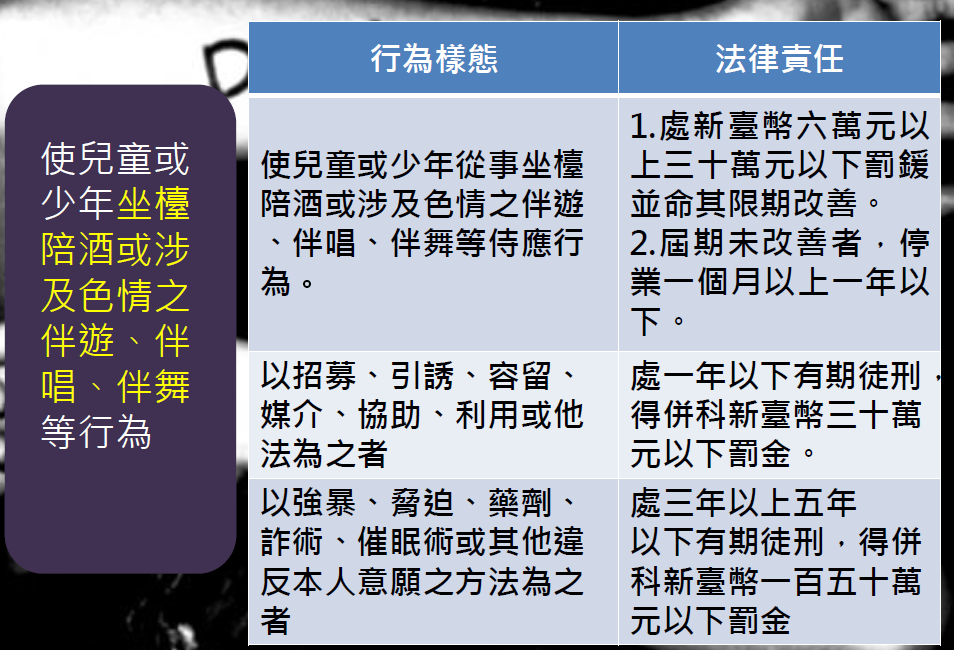 使兒童或
少年坐檯
陪酒或涉
及色情之
伴遊、伴
唱、伴舞
等行為
行為樣態
法律責任
使兒童或少年從事坐檯
陪酒或涉及色情之伴遊
、伴唱、伴舞等侍應行
為。
1.處新臺幣六萬元以
上三十萬元以下罰鍰
並命其限期改善。
2.屆期未改善者，停
業一個月以上一年以
下。
以招募、引誘、容留、
媒介、協助、利用或他
法為之者
處一年以下有期徒刑，
得併科新臺幣三十萬
元以下罰金。
以強暴、脅迫、藥劑、
詐術、催眠術或其他違
反本人意願之方法為之
者
處三年以上五年
以下有期徒刑，得併
科新臺幣一百五十萬
元以下罰金